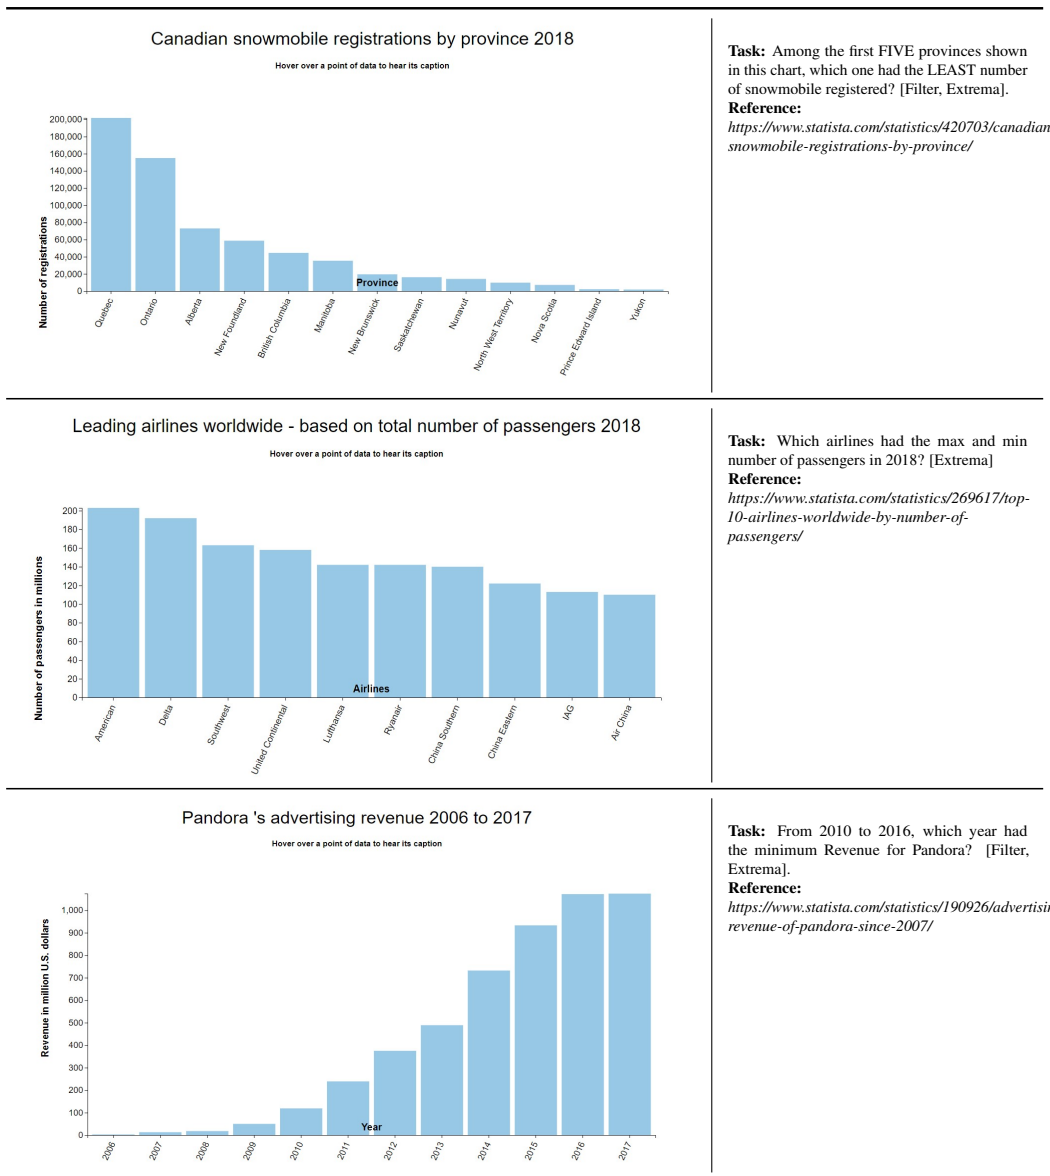 Canadian snowmobile registrations by province 2018
Hover over a point of data to hear its caption
Number of registrations
200,000
180,000
160,000
140,000
120,000
100,000
80,000
60,000
40,000
20,000
0
Province
Quebec
Ontario
Alberta
New Foundland
British Columbia
Manitoba
New Brunswick
Saskatchewan
Nunavut
North West Territory
Nova Scotia
Prince Edward Island
Yukon
Task: Among the first FIVE provinces shown
in this chart, which one had the LEAST number
of snowmobile registered? [Filter, Extrema].
Reference:
https://www.statista.com/statistics/420703/canadian
snowmobile-registrations-by-province/
Leading airlines worldwide - based on total number of passengers 2018
Hover over a point of data to hear its caption
Number of passengers in millions
200
180
160
140
120
100
80
60
40
20
0
Airlines
American
Delta
Southwest
United Continental
Lufthansa
Ryanair
China Southern
China Eastern
IAG
Air China
Task: Which airlines had the max and min
number of passengers in 2018? [Extrema]
Reference:
https://www.statista.com/statistics/269617/top-
10-airlines-worldwide-by-number-of-
passengers/
Pandora 's advertising revenue 2006 to 2017
Hover over a point of data to hear its caption
Revenue in million U.S. dollars
1,000
900
800
700
600
500
400
300
200
100
0
Year
2006
2007
2008
2009
2010
2011
2012
2013
2014
2015
2016
2017
Task: From 2010 to 2016, which year had
the minimum Revenue for Pandora? [Filter,
Extrema].
Reference:
https://www.statista.com/statistics/190926/advertisi
revenue-of-pandora-since-2007/